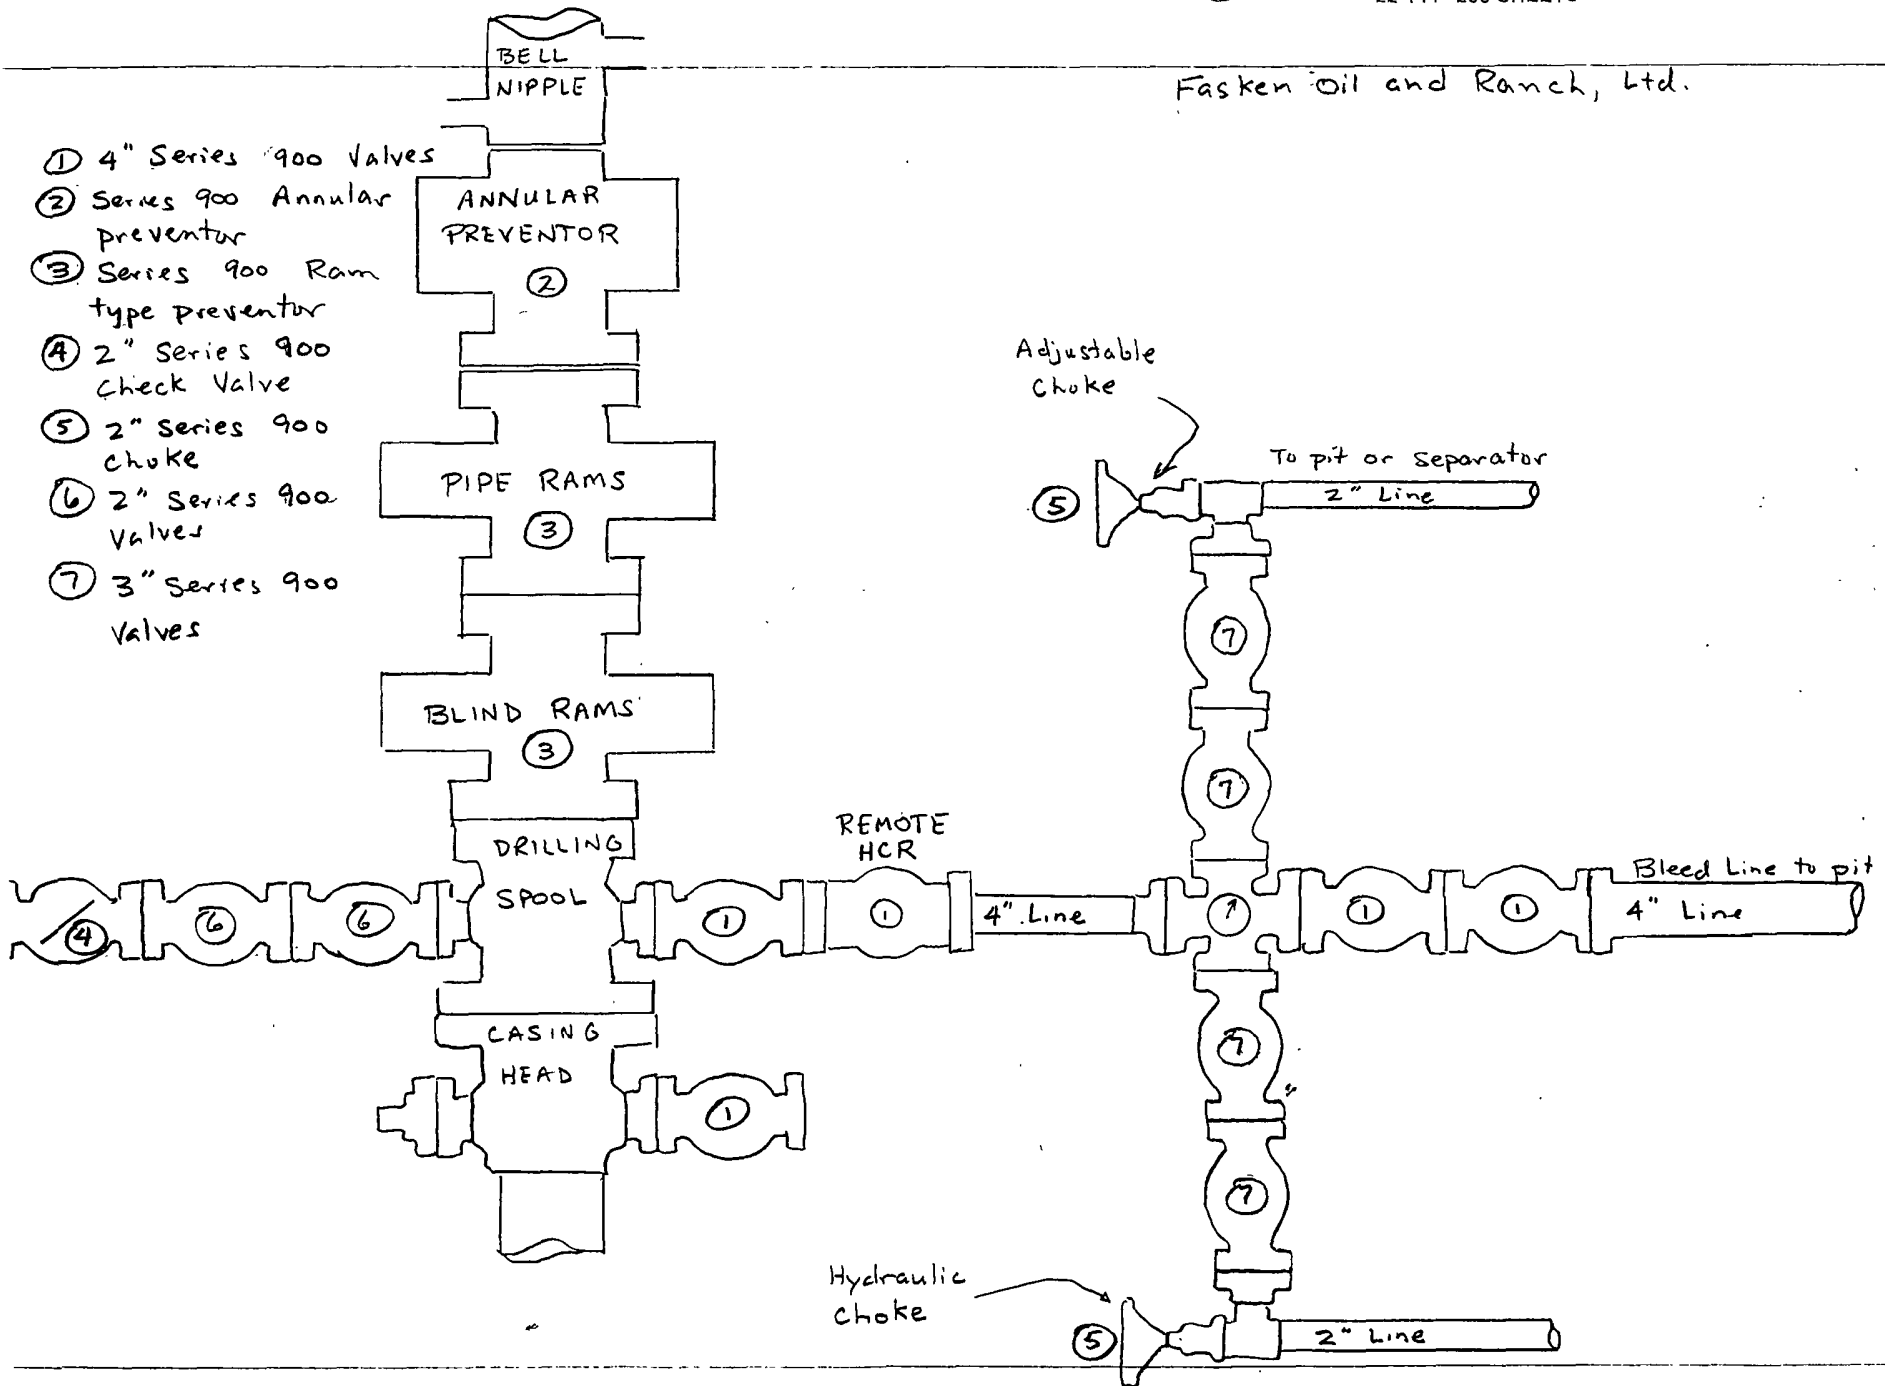 Fasken Oil and Ranch, Ltd.
BELL
NIPPLE
① 4" Series 900 Valves
② Series 900 Annular
preventor
③ Series 900 Ram
type preventor
④ 2" Series 900
Check Valve
⑤ 2" Series 900
choke
⑥ 2" Series 900
Valves
⑦ 3" Series 900
Valves
ANNULAR
PREVENTOR
②
PIPE RAMS
③
BLIND RAMS
③
DRILLING
SPOOL
CASING
HEAD
①
④
⑥
⑥
①
REMOTE
HCR
①
4" Line
①
①
Bleed Line to pit
4" Line
Adjustable
Choke
⑤
To pit or separator
2" Line
⑦
⑦
⑦
⑦
Hydraulic
choke
⑤
2" Line